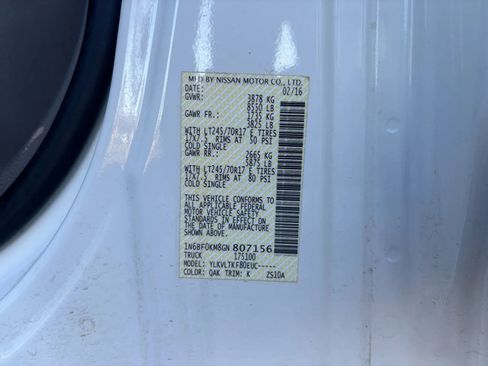 MFD BY NISSAN MOTOR CO., LTD.
DATE: 02/16
GVWR: 3878 KG
8550 LB
GAWR FR.: 1735 KG
3825 LB
WITH LT245/70R17 E TIRES
17X7.5 RIMS AT 50 PSI
COLD SINGLE
GAWR RR.: 2665 KG
5875 LB
WITH LT245/70R17 E TIRES
17X7.5 RIMS AT 80 PSI
COLD SINGLE
THIS VEHICLE CONFORMS TO
ALL APPLICABLE FEDERAL
MOTOR VEHICLE SAFETY
STANDARDS IN EFFECT ON
THE DATE OF MANUFACTURE
SHOWN ABOVE.
1N6BF0KM8GN 807156
TRUCK 175100
MODEL: YLKVLTKF80EUC-----
COLOR: QAK TRIM: K ZS10A